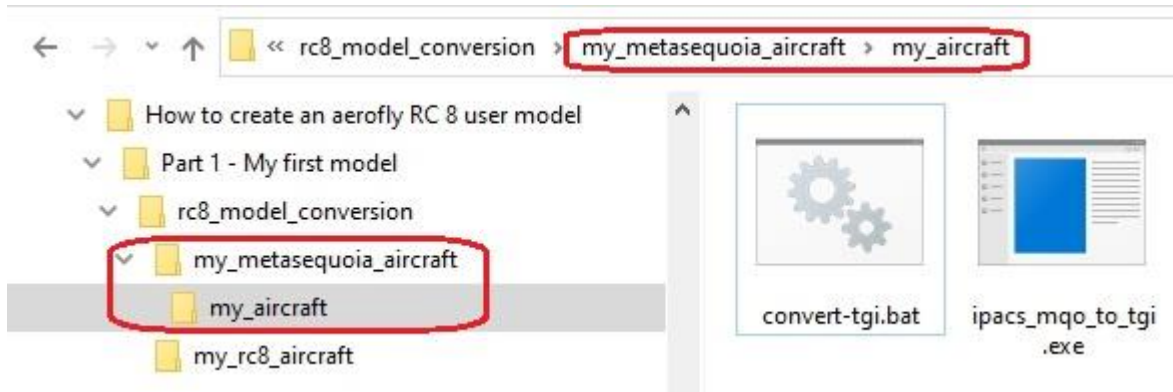 « rc8_model_conversion › my_metasequoia_aircraft › my_aircraft
How to create an aerofly RC 8 user model
Part 1 - My first model
rc8_model_conversion
my_metasequoia_aircraft
my_aircraft
my_rc8_aircraft
convert-tgi.bat
ipacs_mqo_to_tgi
.exe